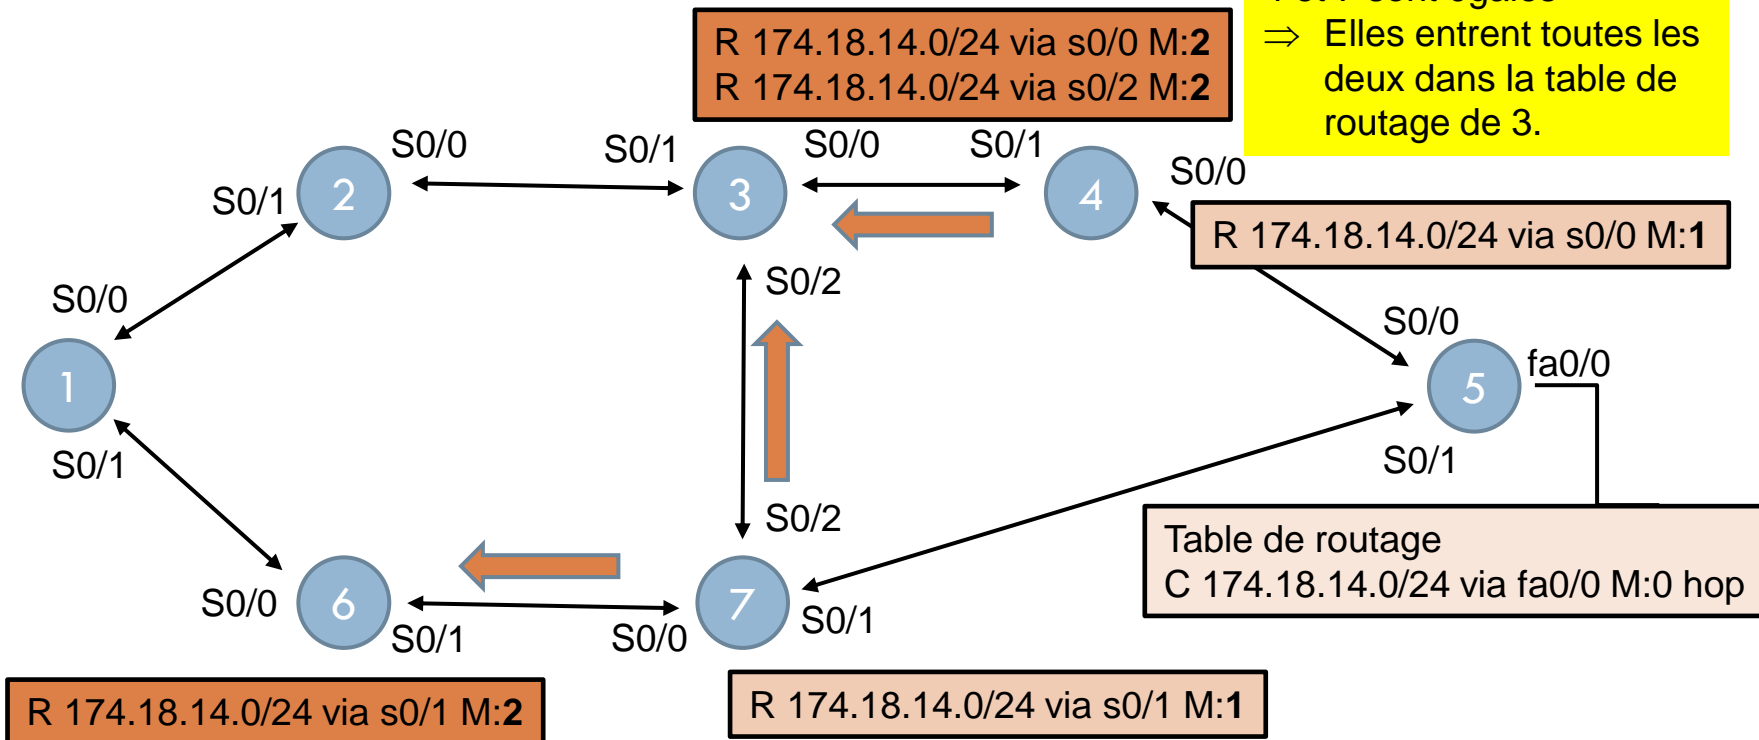 ⇒ Elles entrent toutes les
deux dans la table de
routage de 3.
R 174.18.14.0/24 via s0/0 M:2
R 174.18.14.0/24 via s0/2 M:2
S0/0
S0/1
S0/0
S0/1
S0/0
S0/1
2
3
4
R 174.18.14.0/24 via s0/0 M:1
S0/0
S0/2
S0/0
fa0/0
1
5
S0/1
S0/1
S0/2
Table de routage
C 174.18.14.0/24 via fa0/0 M:0 hop
S0/0
6
S0/1
S0/0
7
S0/1
R 174.18.14.0/24 via s0/1 M:2
R 174.18.14.0/24 via s0/1 M:1